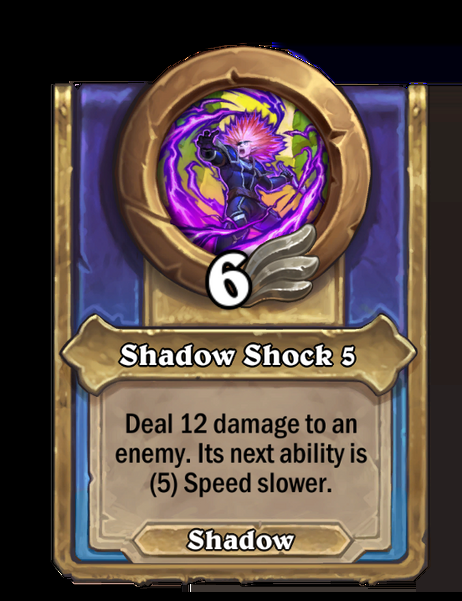 6
Shadow Shock 5
Deal 12 damage to an
enemy. Its next ability is
(5) Speed slower.
Shadow